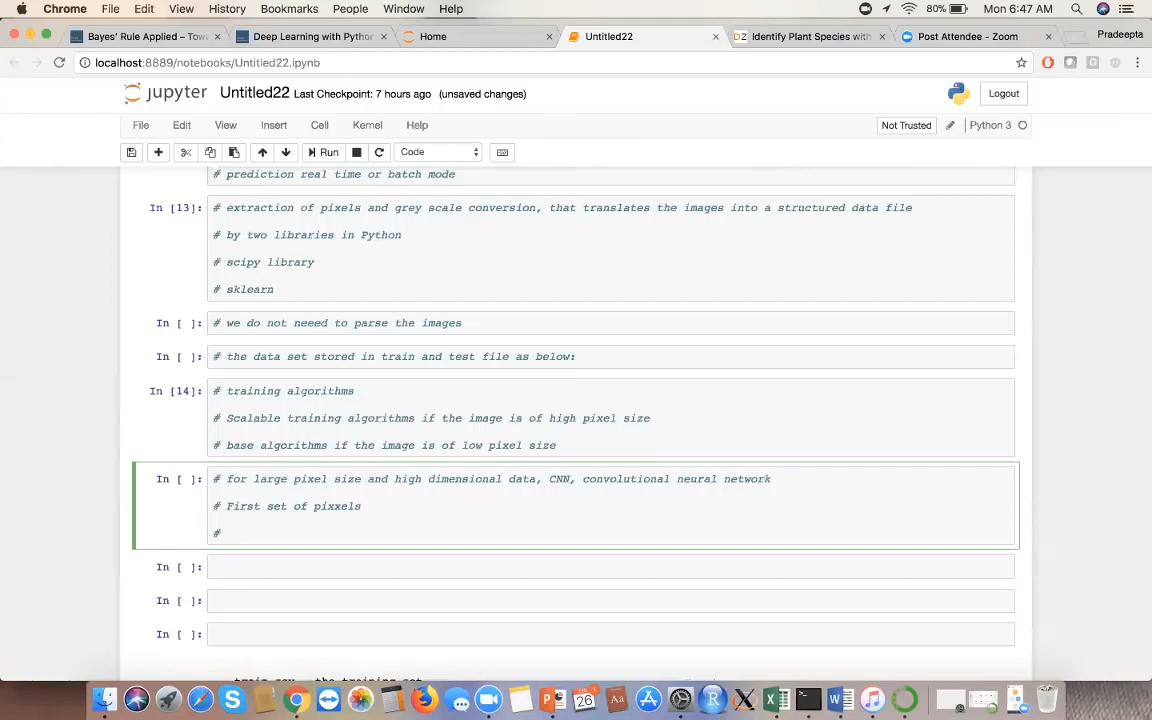 Chrome File Edit View History Bookmarks People Window Help 80% Mon 6:47 AM
Bayes' Rule Applied – Tow × Deep Learning with Python × Home × Untitled22 × Identify Plant Species with × Post Attendee - Zoom × Pradeepta
localhost:8889/notebooks/Untitled22.ipynb
jupyter Untitled22 Last Checkpoint: 7 hours ago (unsaved changes) Logout
File Edit View Insert Cell Kernel Help Not Trusted Python 3
Run Code
# prediction real time or batch mode
In [13]: # extraction of pixels and grey scale conversion, that translates the images into a structured data file
# by two libraries in Python
# scipy library
# sklearn
In [ ]: # we do not neeed to parse the images
In [ ]: # the data set stored in train and test file as below:
In [14]: # training algorithms
# Scalable training algorithms if the image is of high pixel size
# base algorithms if the image is of low pixel size
In [ ]: # for large pixel size and high dimensional data, CNN, convolutional neural network
# First set of pixxels
#
In [ ]:
In [ ]:
In [ ]:
train.csv - the training set